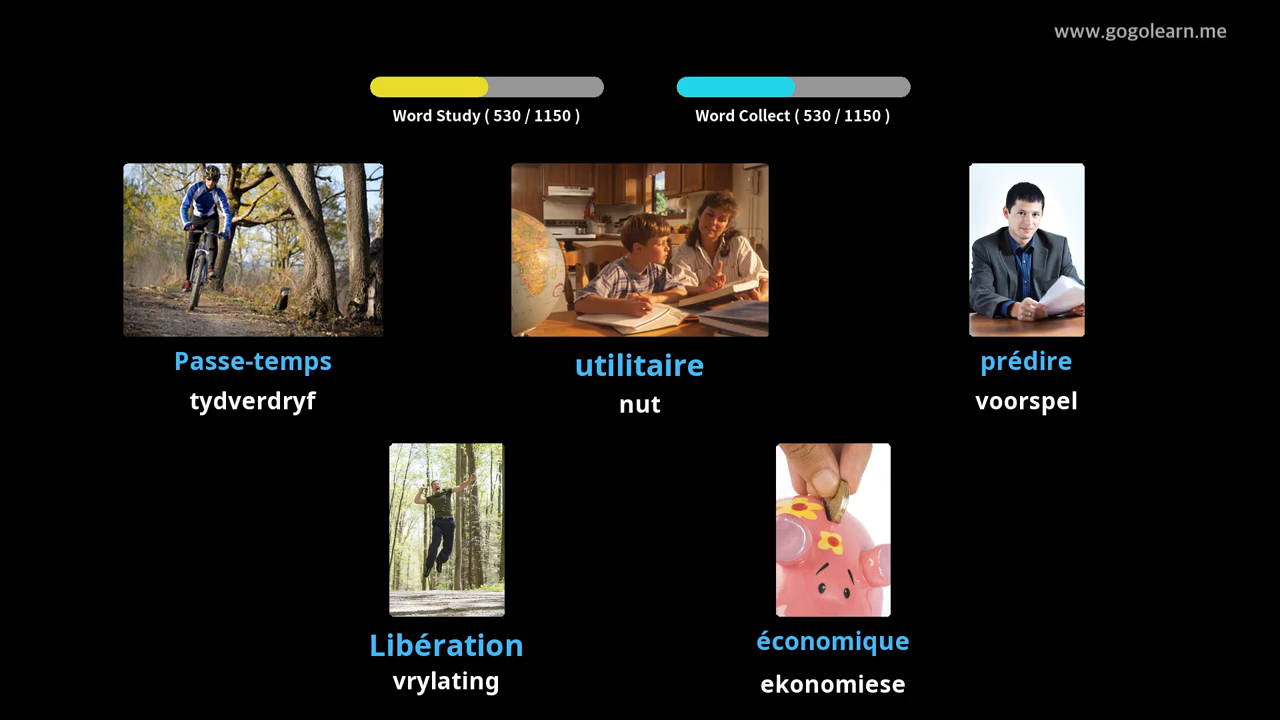 www.gogolearn.me
Word Study ( 530 / 1150 )
Word Collect ( 530 / 1150 )
Passe-temps
tydverdryf
utilitaire
nut
prédire
voorspel
Libération
vrylating
économique
ekonomiese